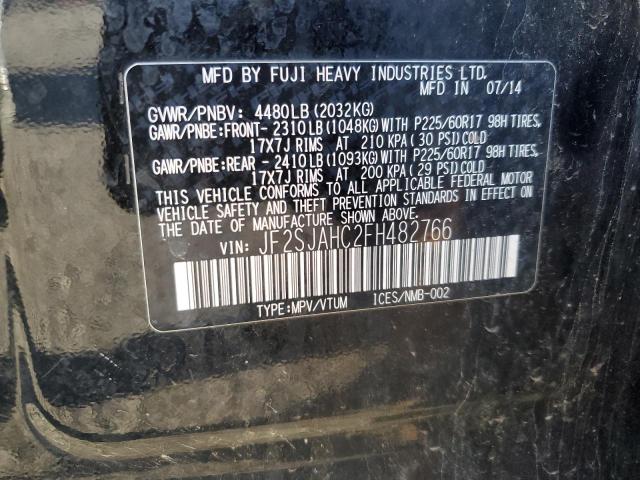 MFD BY FUJI HEAVY INDUSTRIES LTD.
MFD IN 07/14
GVWR/PNBV: 4480LB(2032KG)
GAWR/PNBE:FRONT- 2310LB(1048KG)WITH P225/60R17 98H TIRES,
17X7J RIMS AT 210 KPA(30 PSI)COLD
GAWR/PNBE:REAR - 2410LB(1093KG)WITH P225/60R17 98H TIRES,
17X7J RIMS AT 200 KPA(29 PSI)COLD
THIS VEHICLE CONFORMS TO ALL APPLICABLE FEDERAL MOTOR
VEHICLE SAFETY AND THEFT PREVENTION STANDARDS IN EFFECT ON
THE DATE OF MANUFACTURE SHOWN ABOVE.
VIN: JF2SJAHC2FH482766
TYPE:MPV/VTUM ICES/NMB-002